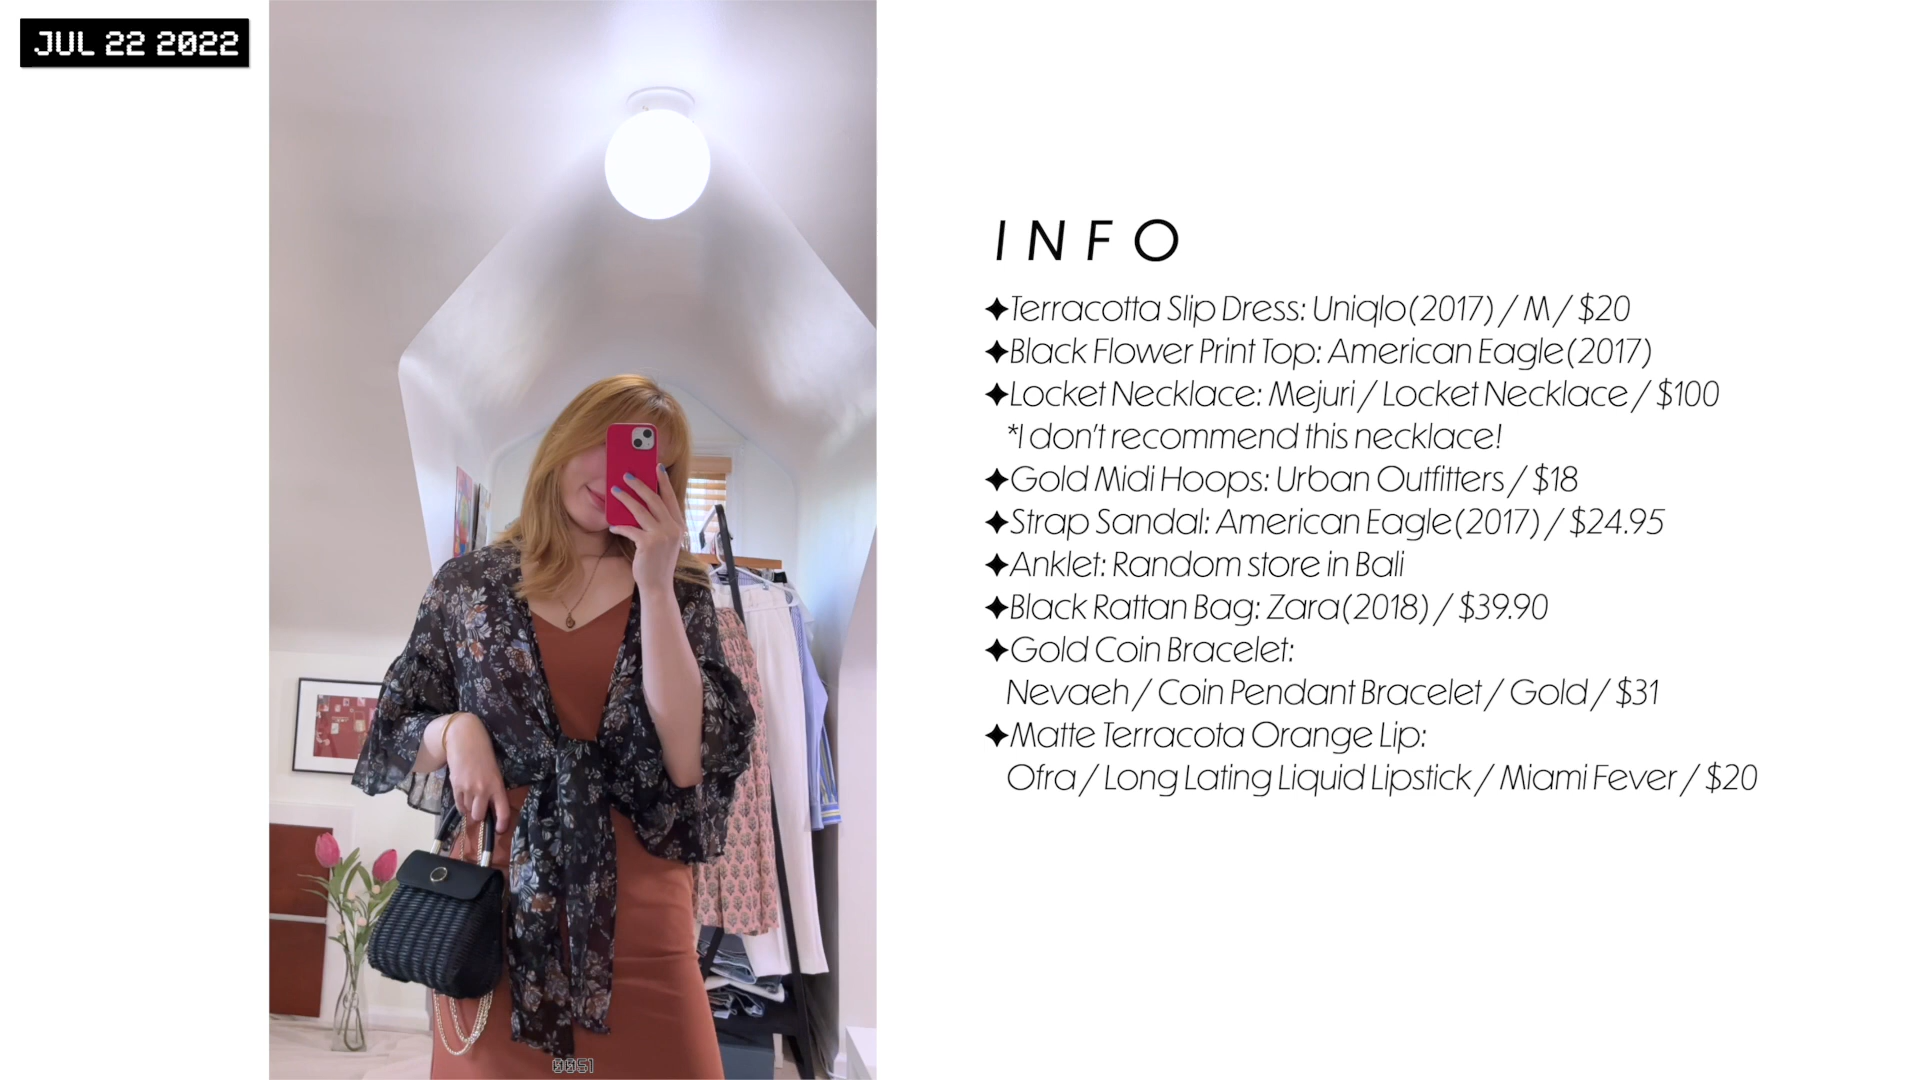 JUL 22 2022
INFO
✦Terracotta Slip Dress: Uniqlo(2017) / M / $20
✦Black Flower Print Top: American Eagle(2017)
✦Locket Necklace: Mejuri / Locket Necklace / $100
*I don't recommend this necklace!
✦Gold Midi Hoops: Urban Outfitters / $18
✦Strap Sandal: American Eagle(2017) / $24.95
✦Anklet: Random store in Bali
✦Black Rattan Bag: Zara(2018) / $39.90
✦Gold Coin Bracelet:
Nevaeh / Coin Pendant Bracelet / Gold / $31
✦Matte Terracota Orange Lip:
Ofra / Long Lating Liquid Lipstick / Miami Fever / $20
0051